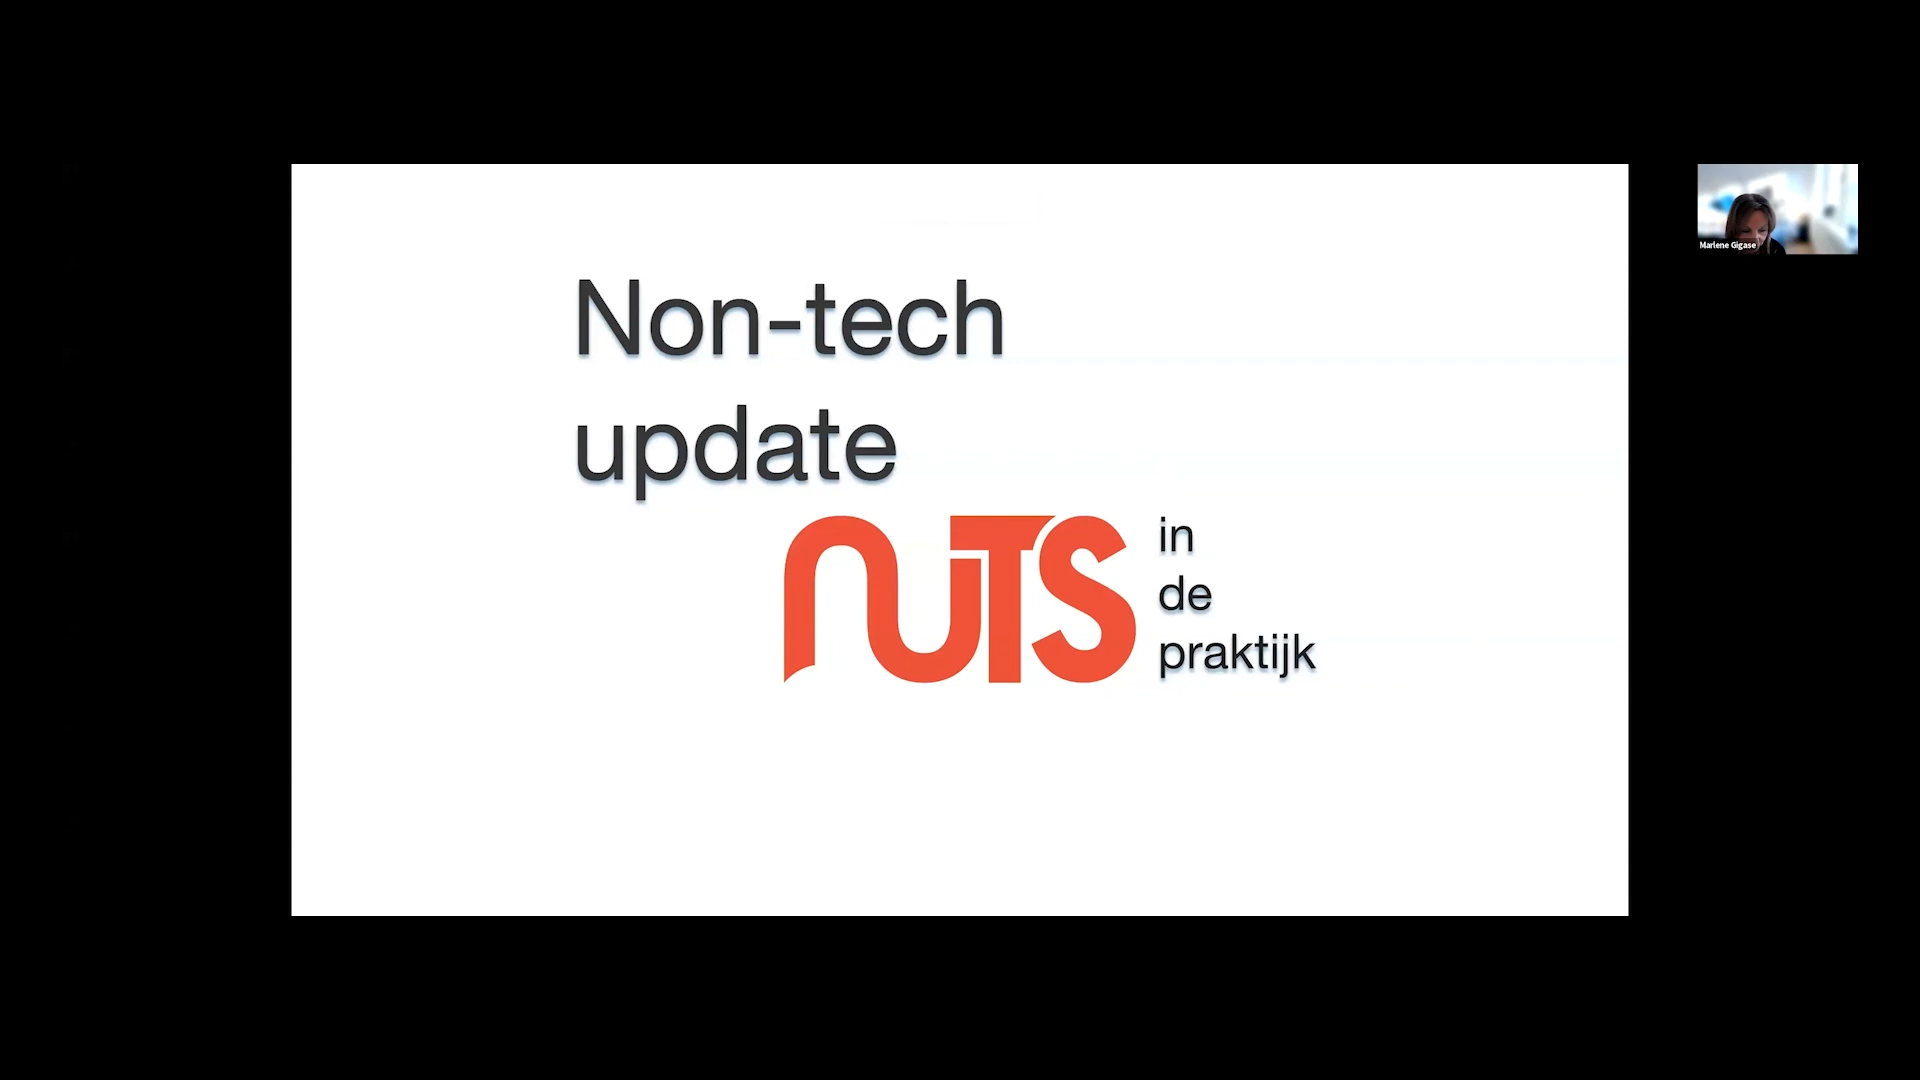 Non-tech
update
nuTS
in
de
praktijk
Marlene Gigase